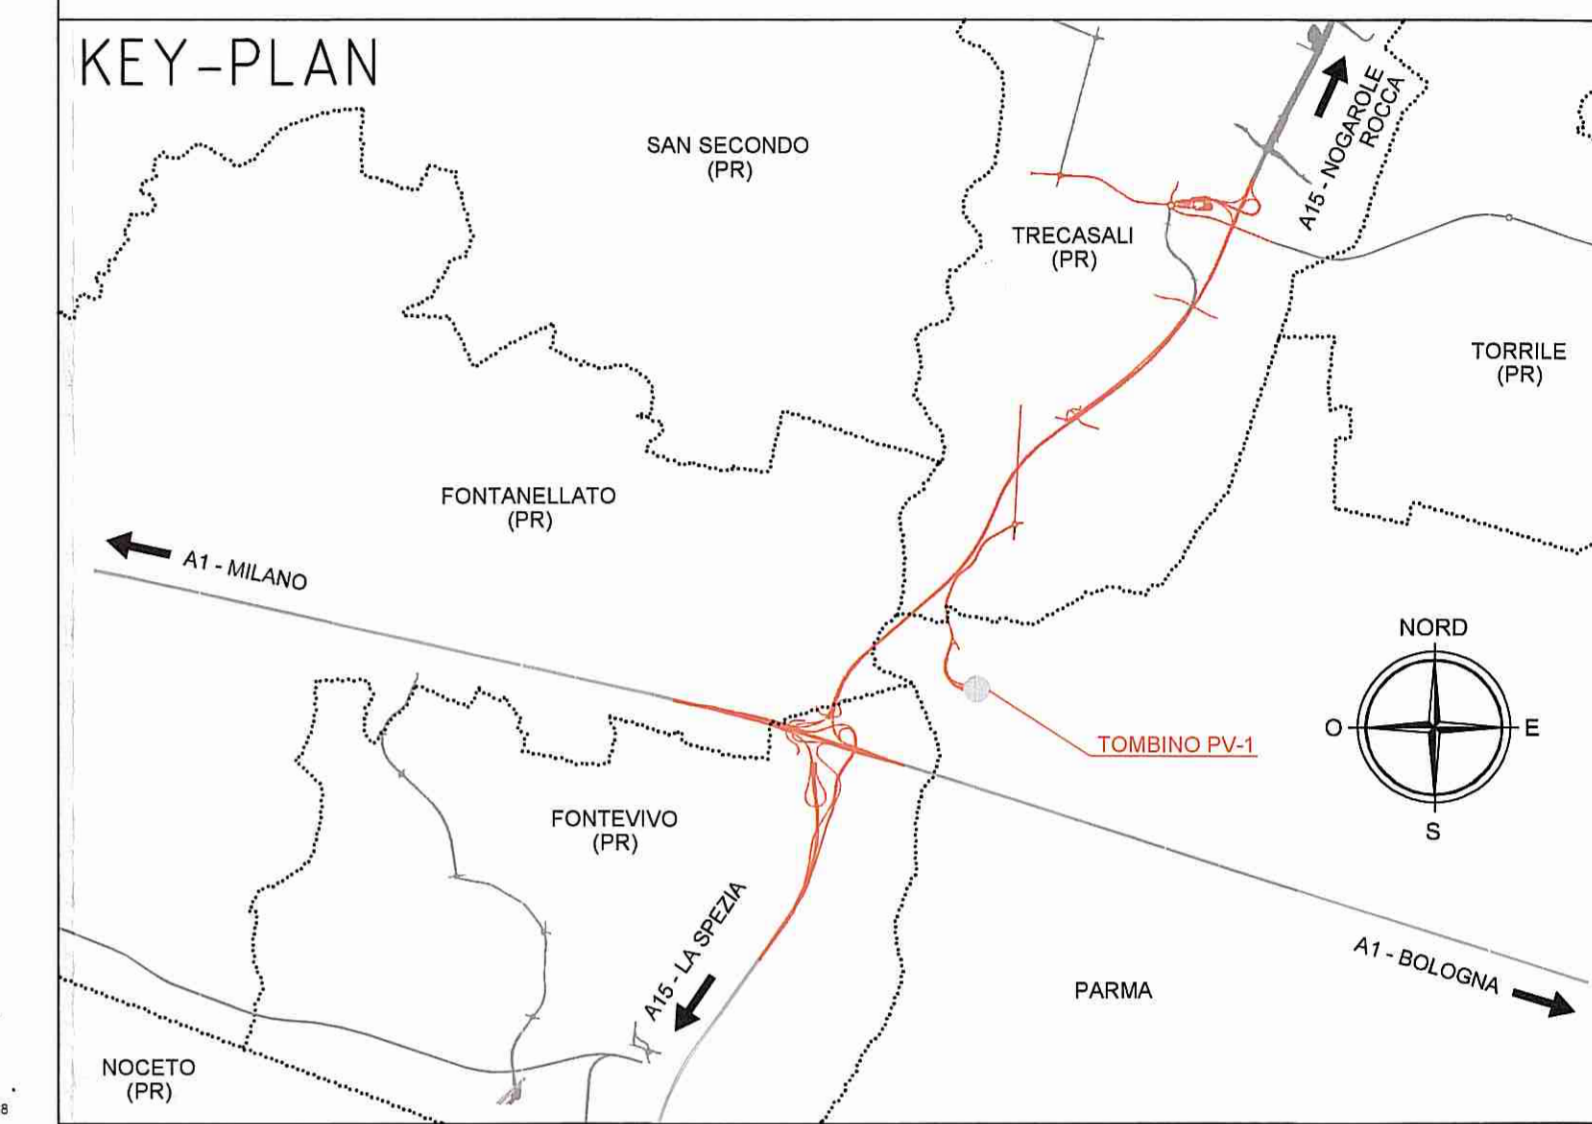 KEY-PLAN
SAN SECONDO
(PR)
A15 - NOGAROLE
ROCCA
TRECASALI
(PR)
TORRILE
(PR)
FONTANELLATO
(PR)
A1 - MILANO
NORD
O
E
S
TOMBINO PV-1
FONTEVIVO
(PR)
A15 - LA SPEZIA
A1 - BOLOGNA
PARMA
NOCETO
(PR)
8